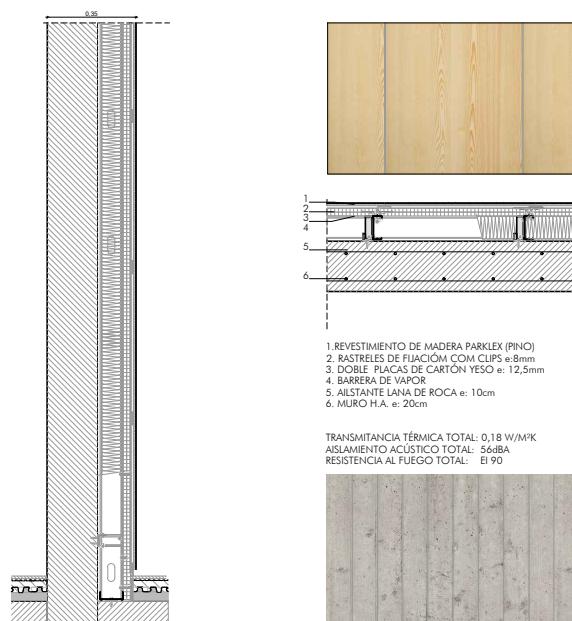 0,35
1
2
3
4
5
6
1.REVESTIMIENTO DE MADERA PARKLEX (PINO)
2. RASTRELES DE FIJACIÓM COM CLIPS e:8mm
3. DOBLE PLACAS DE CARTÓN YESO e: 12,5mm
4. BARRERA DE VAPOR
5. AILSTANTE LANA DE ROCA e: 10cm
6. MURO H.A. e: 20cm
TRANSMITANCIA TÉRMICA TOTAL: 0,18 W/M²K
AISLAMIENTO ACÚSTICO TOTAL: 56dBA
RESISTENCIA AL FUEGO TOTAL: EI 90